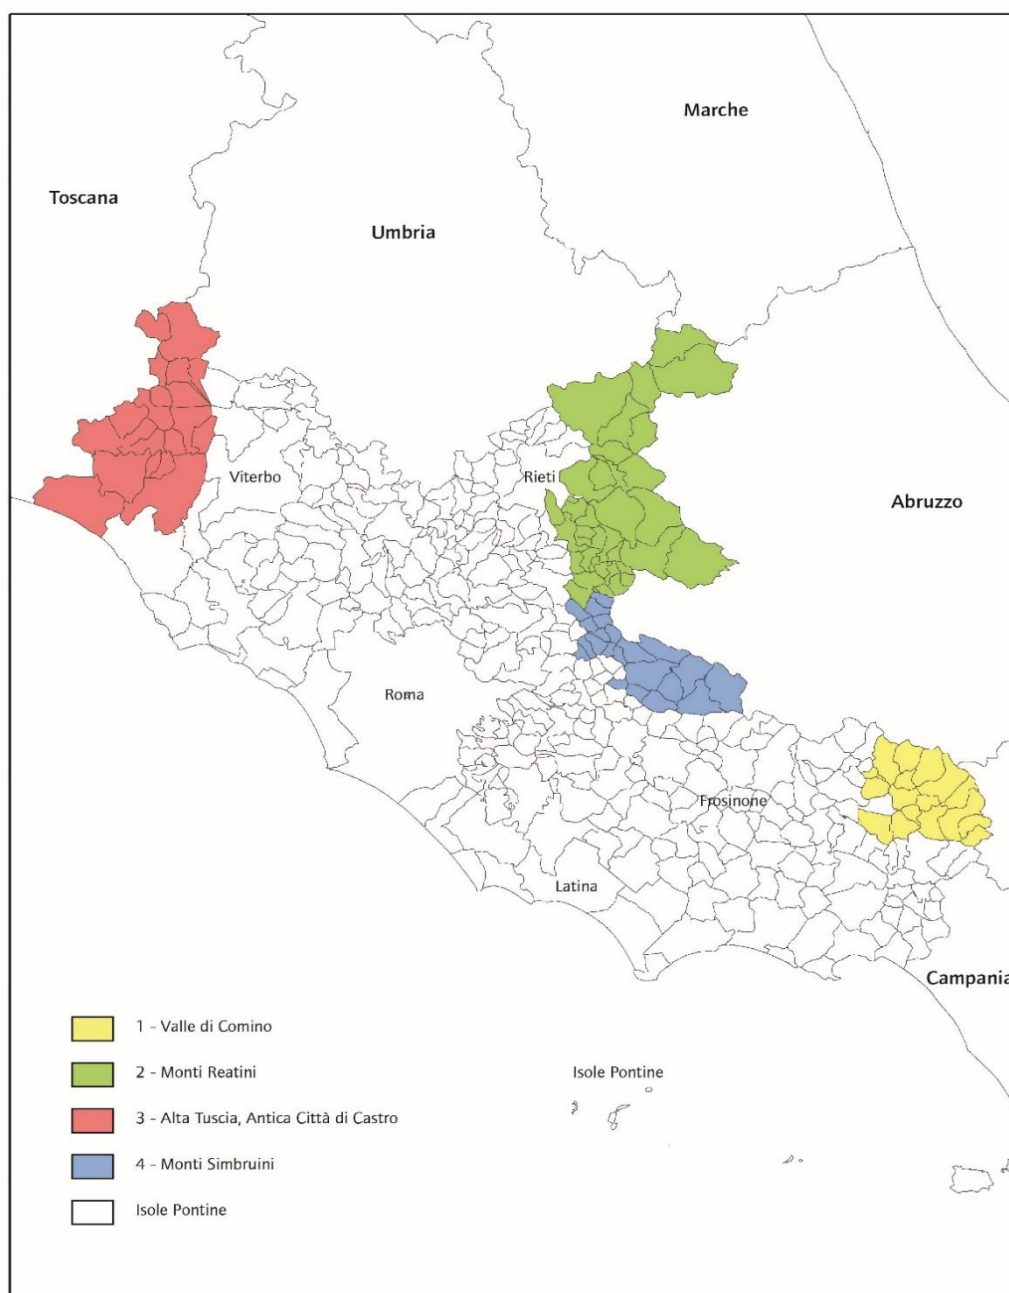 Marche
Toscana
Umbria
Viterbo
Rieti
Abruzzo
Roma
Frosinone
Latina
Campania
1 - Valle di Comino
2 - Monti Reatini
Isole Pontine
3 - Alta Tuscia, Antica Città di Castro
4 - Monti Simbruini
Isole Pontine